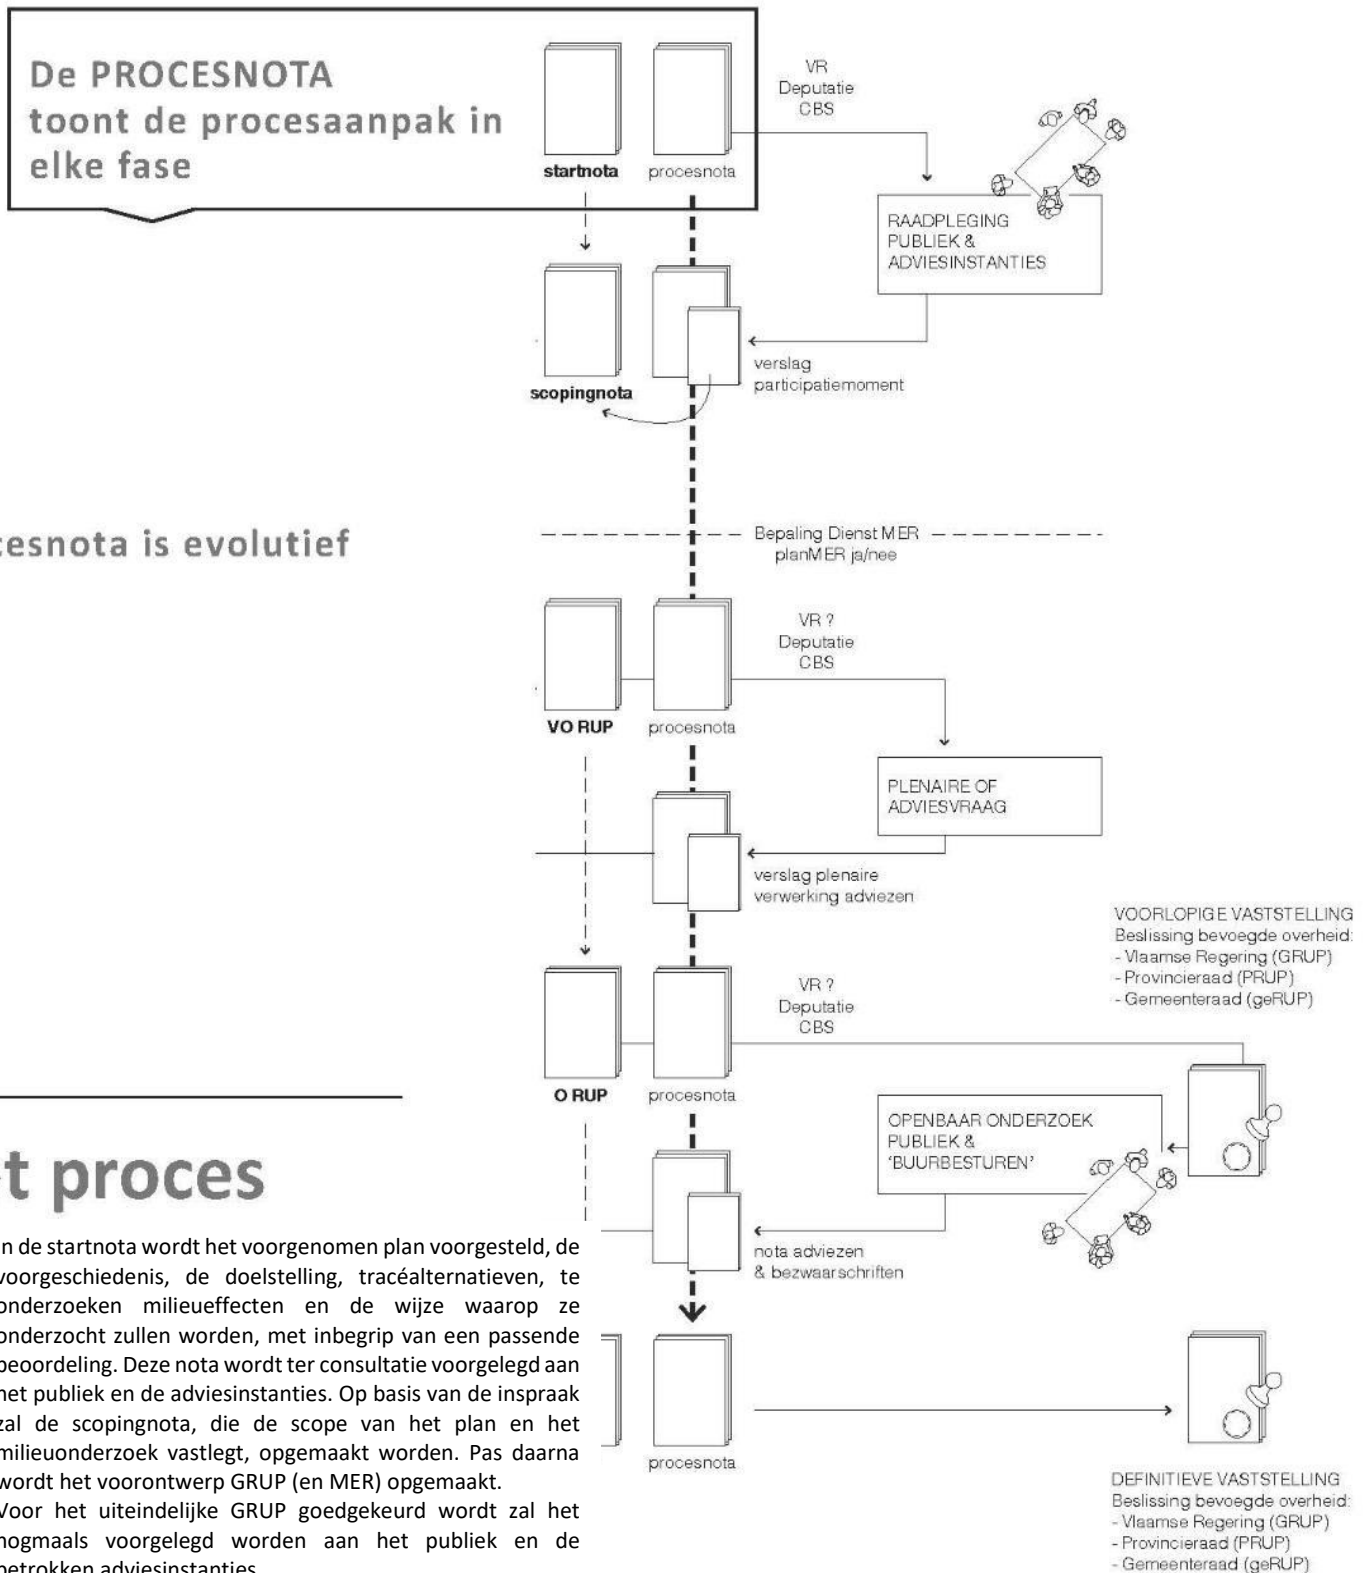 De PROCESNOTA
toont de procesaanpak in
elke fase
startnota
procesnota
VR
Deputatie
CBS
RAADPLEGING
PUBLIEK &
ADVIESINSTANTIES
scopingnota
verslag
participatiemoment
cesnota is evolutief
Bepaling Dienst MER
planMER ja/nee
VO RUP
procesnota
VR ?
Deputatie
CBS
PLENAIRE OF
ADVIESVRAAG
verslag plenaire
verwerking adviezen
VOORLOPIGE VASTSTELLING
Beslissing bevoegde overheid:
- Vlaamse Regering (GRUP)
- Provincieraad (PRUP)
- Gemeenteraad (geRUP)
O RUP
procesnota
VR ?
Deputatie
CBS
OPENBAAR ONDERZOEK
PUBLIEK &
'BUURBESTUREN'
nota adviezen
& bezwaarschriften
t proces
n de startnota wordt het voorgenomen plan voorgesteld, de
voorgeschiedenis, de doelstelling, tracéalternatieven, te
onderzoeken milieueffecten en de wijze waarop ze
onderzocht zullen worden, met inbegrip van een passende
beoordeling. Deze nota wordt ter consultatie voorgelegd aan
het publiek en de adviesinstanties. Op basis van de inspraak
zal de scopingnota, die de scope van het plan en het
milieuonderzoek vastlegt, opgemaakt worden. Pas daarna
wordt het voorontwerp GRUP (en MER) opgemaakt.
Voor het uiteindelijke GRUP goedgekeurd wordt zal het
nogmaals voorgelegd worden aan het publiek en de
betrokken adviesinstanties
procesnota
DEFINITIEVE VASTSTELLING
Beslissing bevoegde overheid:
- Vlaamse Regering (GRUP)
- Provincieraad (PRUP)
- Gemeenteraad (geRUP)